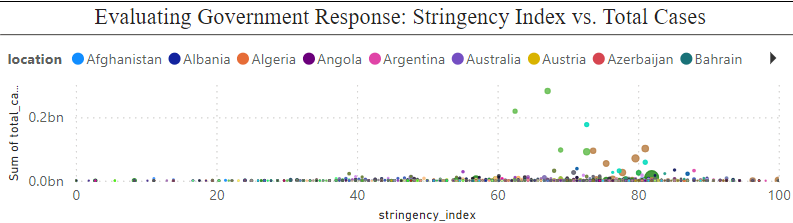 Evaluating Government Response: Stringency Index vs. Total Cases
location Afghanistan Albania Algeria Angola Argentina Australia Austria Azerbaijan Bahrain
Sum of total_ca...
0.2bn
0.0bn
0 20 40 60 80 100
stringency_index